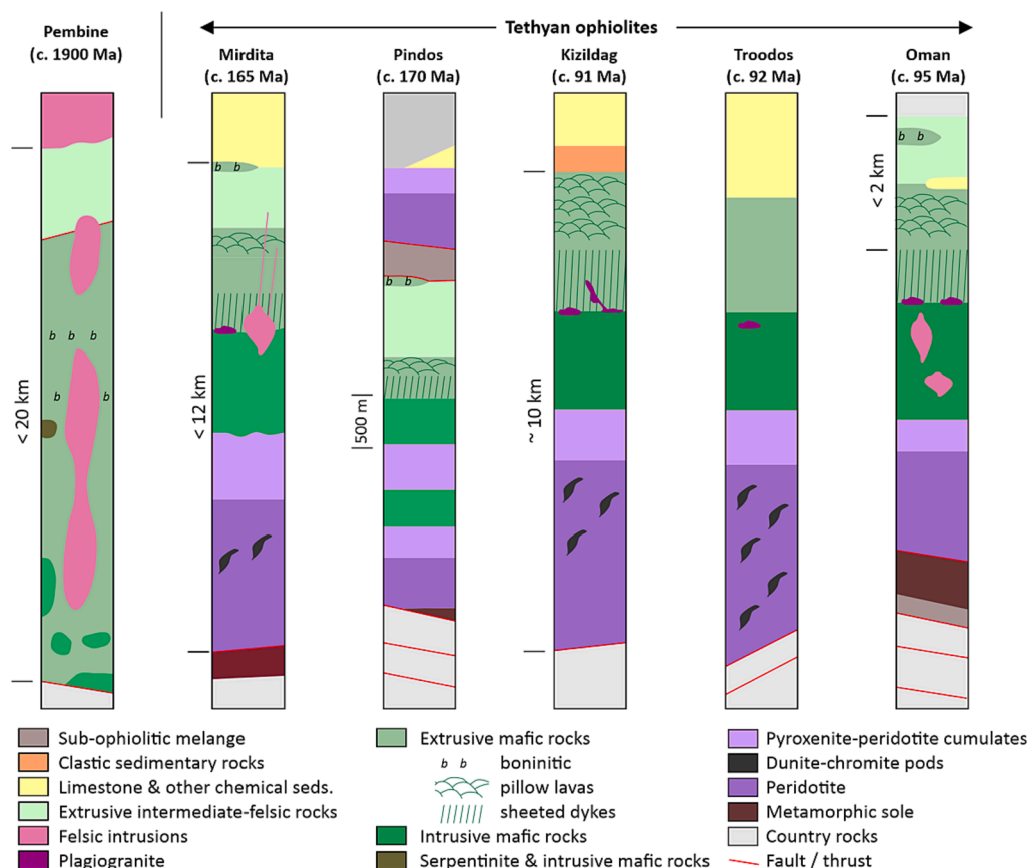 Tethyan ophiolites
Pembine
(c. 1900 Ma)
Mirdita
(c. 165 Ma)
Pindos
(c. 170 Ma)
Kizildag
(c. 91 Ma)
Troodos
(c. 92 Ma)
Oman
(c. 95 Ma)
< 20 km
b b b
b b
< 12 km
b b
500 m
b b
~ 10 km
< 2 km
b b
Sub-ophiolitic melange
Clastic sedimentary rocks
Limestone & other chemical seds.
Extrusive intermediate-felsic rocks
Felsic intrusions
Plagiogranite
Extrusive mafic rocks
b b boninitic
pillow lavas
sheeted dykes
Intrusive mafic rocks
Serpentinite & intrusive mafic rocks
Pyroxenite-peridotite cumulates
Dunite-chromite pods
Peridotite
Metamorphic sole
Country rocks
Fault / thrust